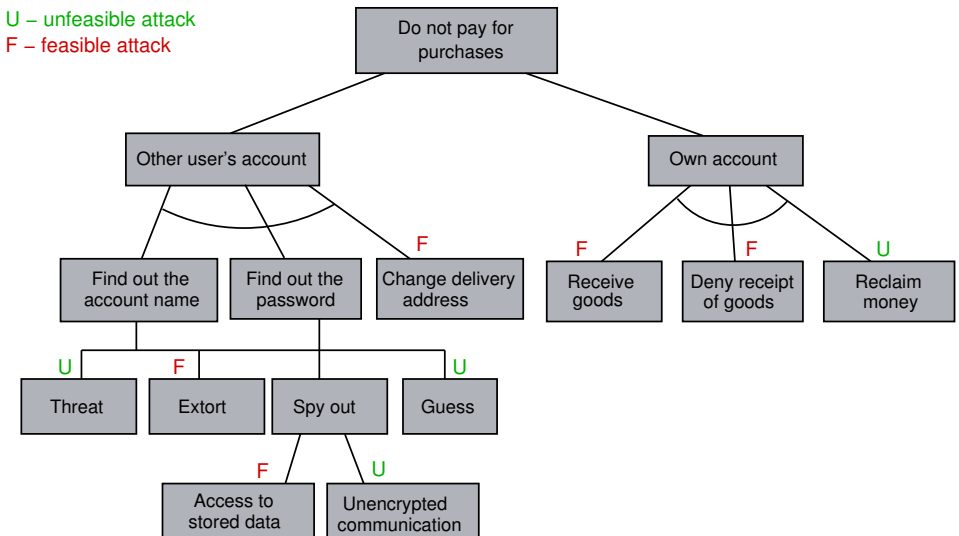 U – unfeasible attack
F – feasible attack
Do not pay for
purchases
Other user's account
Own account
F
F
F
U
Find out the
account name
Find out the
password
Change delivery
address
Receive
goods
Deny receipt
of goods
Reclaim
money
U
F
U
Threat
Extort
Spy out
Guess
F
U
Access to
stored data
Unencrypted
communication